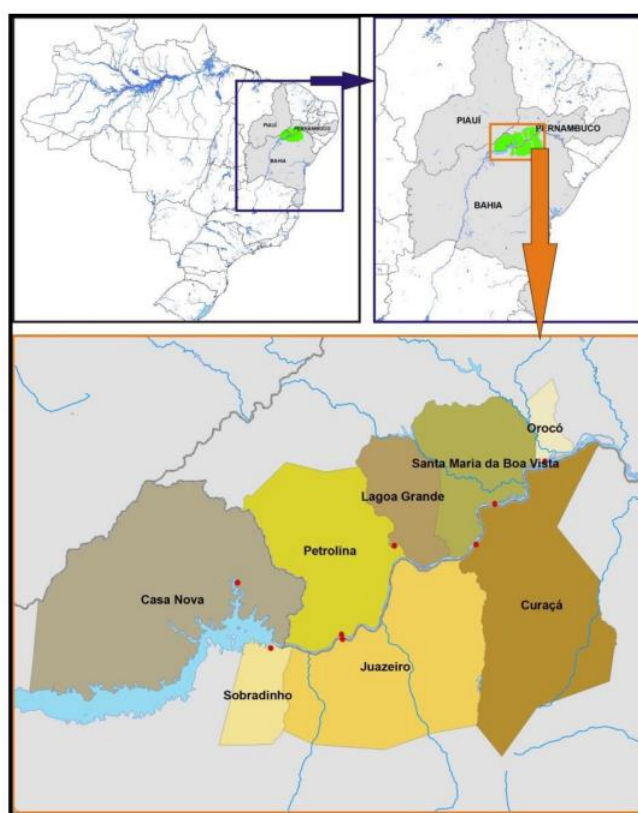 PIAUÍ
PERNAMBUCO
BAHIA
PIAUÍ
PERNAMBUCO
BAHIA
Orocó
Santa Maria da Boa Vista
Lagoa Grande
Petrolina
Casa Nova
Curaçá
Juazeiro
Sobradinho